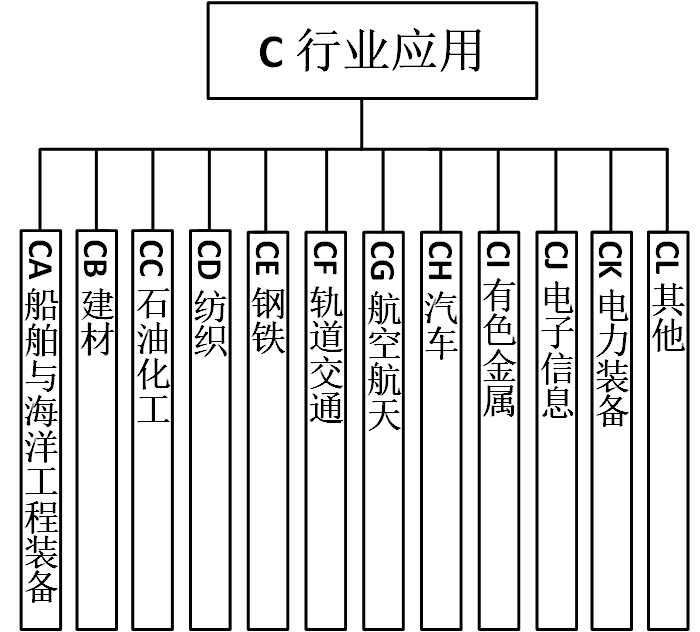 C 行业应用
CA 船舶与海洋工程装备
CB 建材
CC 石油化工
CD 纺织
CE 钢铁
CF 轨道交通
CG 航空航天
CH 汽车
CI 有色金属
CJ 电子信息
CK 电力装备
CL 其他